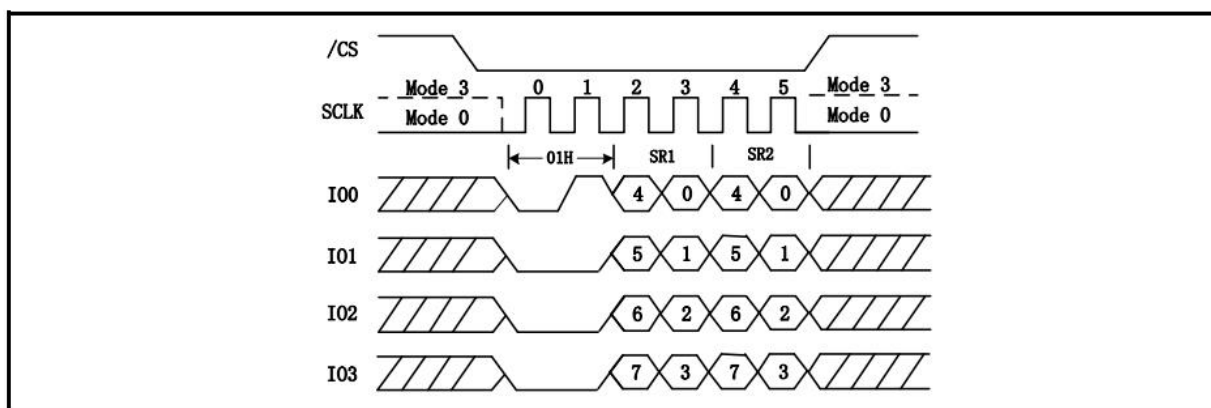 /CS
0 1 2 3 4 5
Mode 3 Mode 3
SCLK
Mode 0 Mode 0
01H SR1 SR2
IO0 4 0 4 0
IO1 5 1 5 1
IO2 6 2 6 2
IO3 7 3 7 3